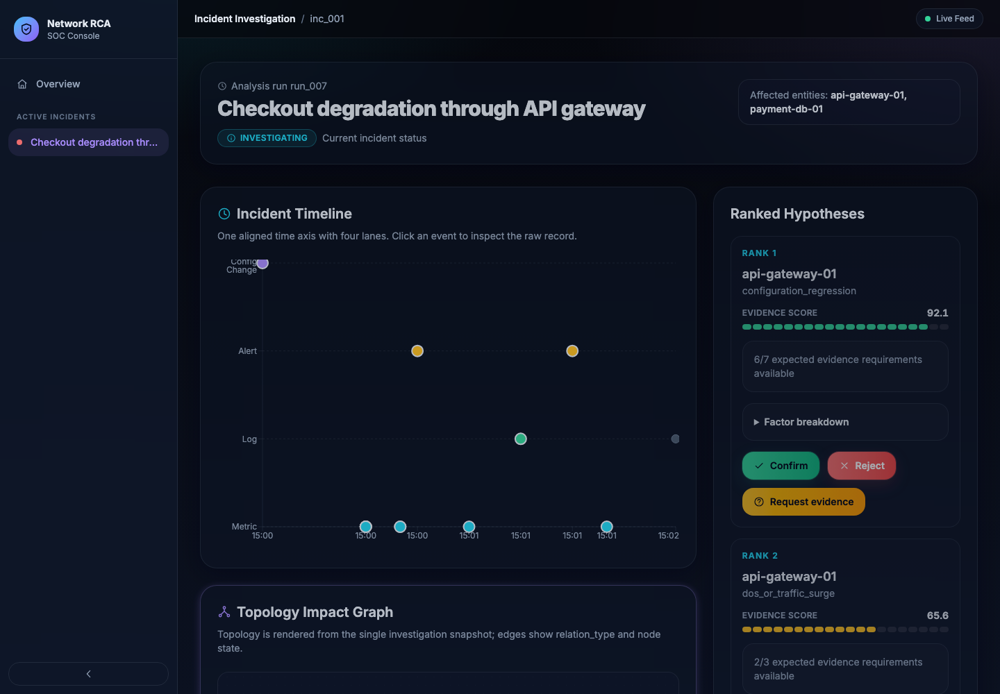 Network RCA
SOC Console
Overview
ACTIVE INCIDENTS
Checkout degradation thr...
Incident Investigation / inc_001
Live Feed
Analysis run run_007
Checkout degradation through API gateway
INVESTIGATING
Current incident status
Affected entities: api-gateway-01,
payment-db-01
Incident Timeline
One aligned time axis with four lanes. Click an event to inspect the raw record.
Config
Change
Alert
Log
Metric
15:00 15:00 15:00 15:01 15:01 15:01 15:01 15:02
Topology Impact Graph
Topology is rendered from the single investigation snapshot; edges show relation_type and node
state.
Ranked Hypotheses
RANK 1
api-gateway-01
configuration_regression
EVIDENCE SCORE 92.1
6/7 expected evidence requirements
available
Factor breakdown
Confirm
Reject
Request evidence
RANK 2
api-gateway-01
dos_or_traffic_surge
EVIDENCE SCORE 65.6
2/3 expected evidence requirements
available